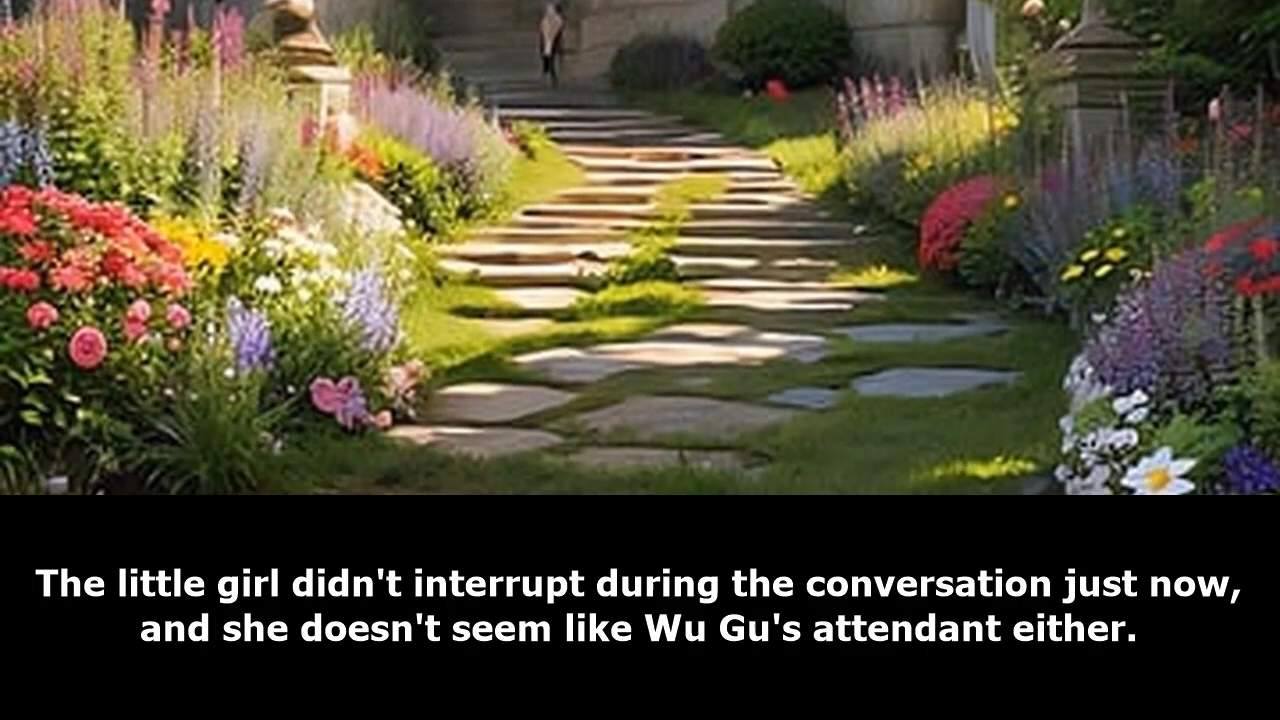 The little girl didn't interrupt during the conversation just now,
and she doesn't seem like Wu Gu's attendant either.